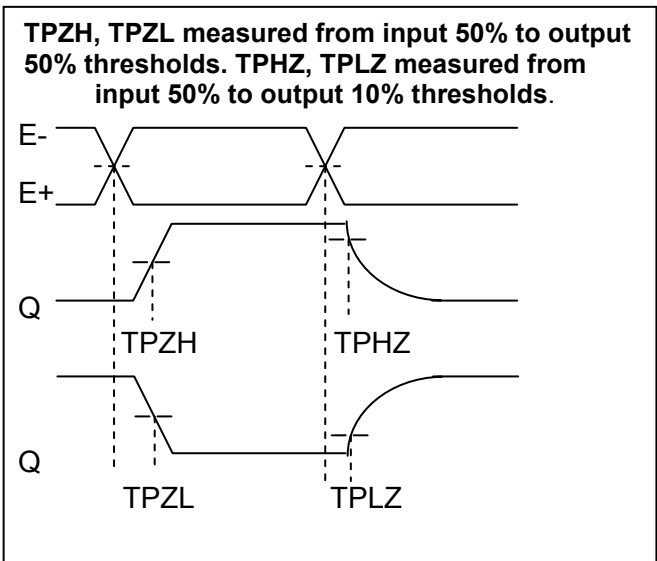 TPZH, TPZL measured from input 50% to output
50% thresholds. TPHZ, TPLZ measured from
input 50% to output 10% thresholds.
E-
E+
Q
TPZH
TPHZ
Q
TPZL
TPLZ